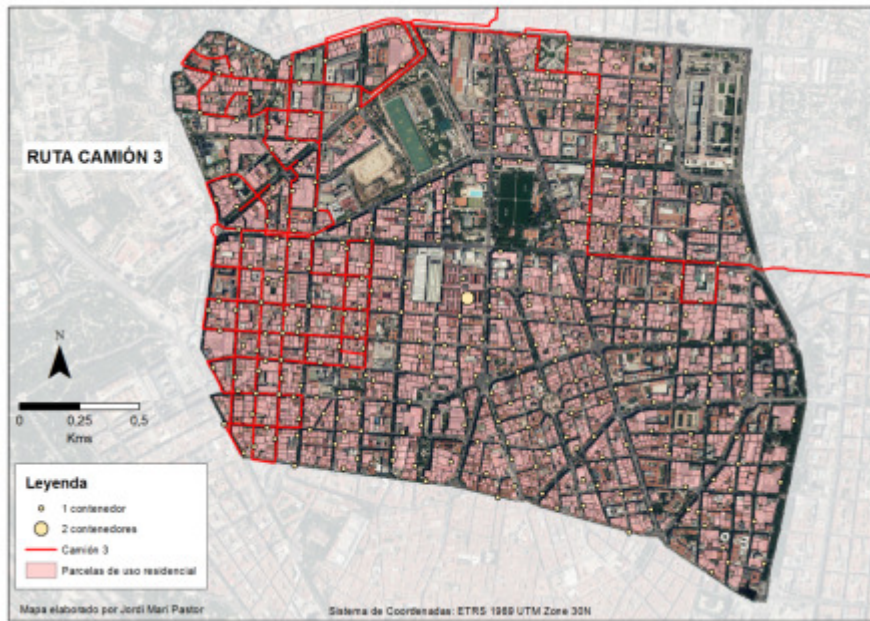 RUTA CAMIÓN 3
N
0 0,25 0,5
Kms
Leyenda
1 contenedor
2 contenedores
Camión 3
Parcelas de uso residencial
Mapa elaborado por Jordi Marí Pastor
Sistema de Coordenadas: ETRS 1989 UTM Zone 30N